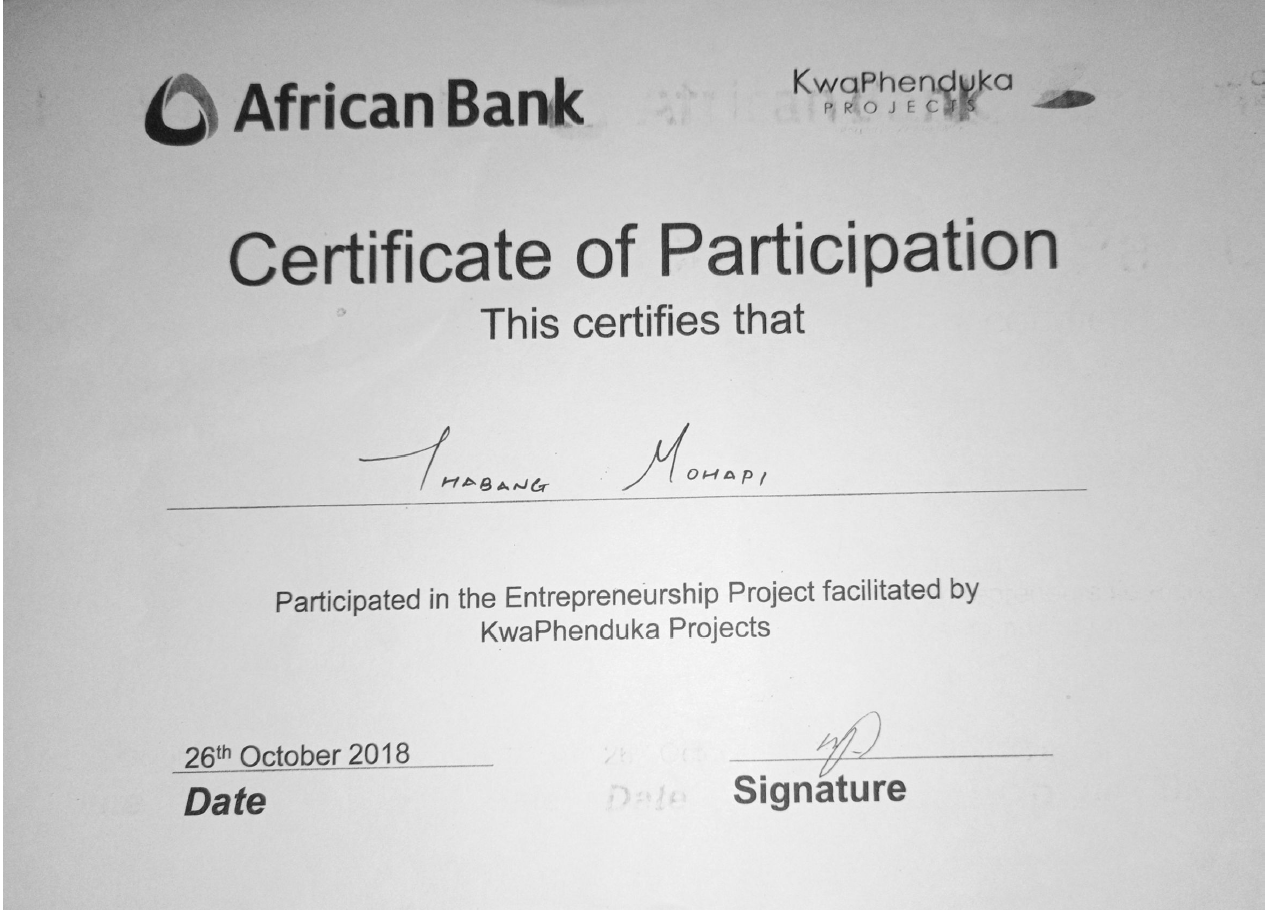 African Bank
KwaPhenduka
PROJECTS
Certificate of Participation
This certifies that
THABANG MOHAPI
Participated in the Entrepreneurship Project facilitated by
KwaPhenduka Projects
26th October 2018
Date
Signature